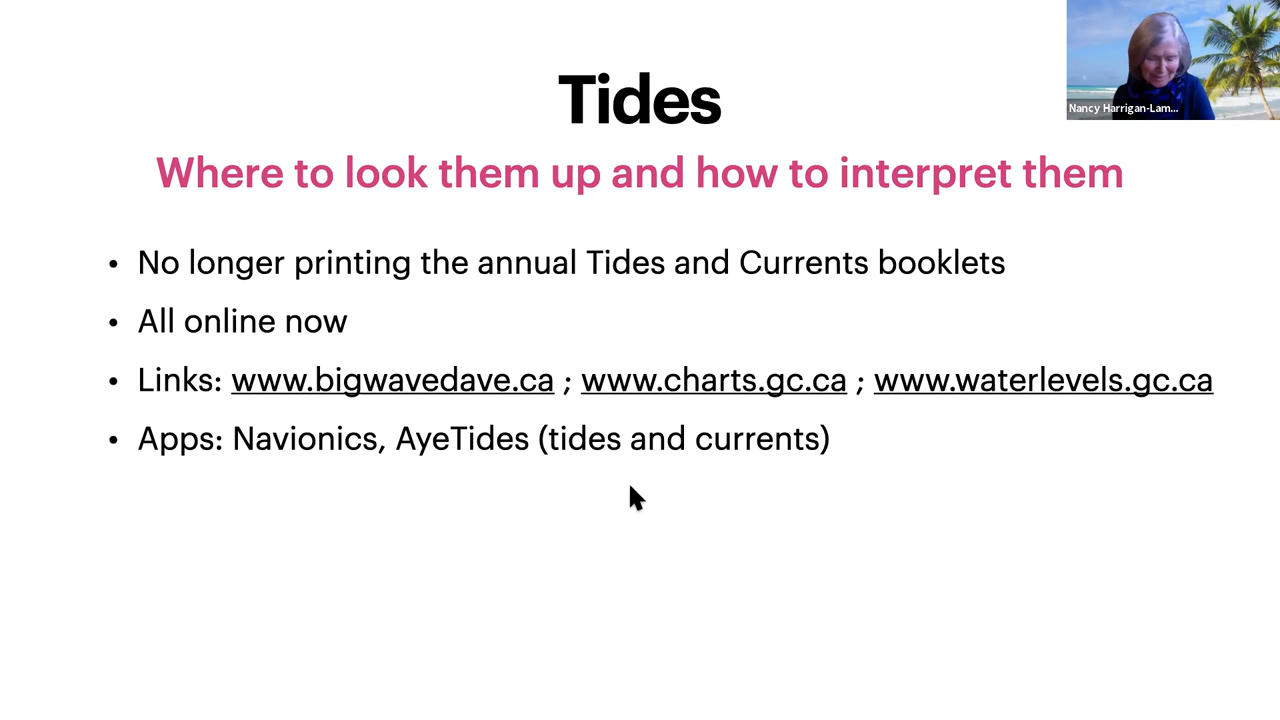 Tides
Where to look them up and how to interpret them
• No longer printing the annual Tides and Currents booklets
• All online now
• Links: www.bigwavedave.ca ; www.charts.gc.ca ; www.waterlevels.gc.ca
• Apps: Navionics, AyeTides (tides and currents)
Nancy Harrigan-Lam...